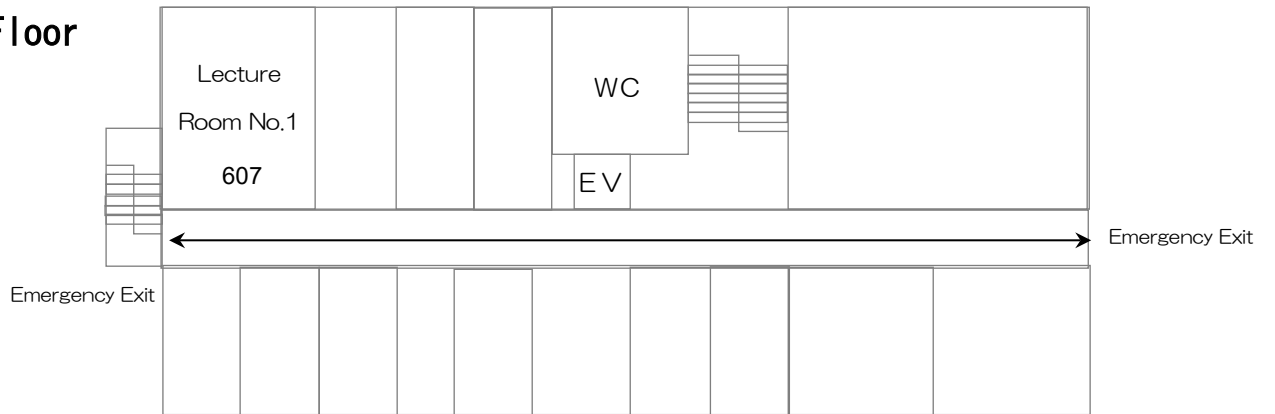 Floor
Lecture
Room No.1
607
WC
EV
Emergency Exit
Emergency Exit